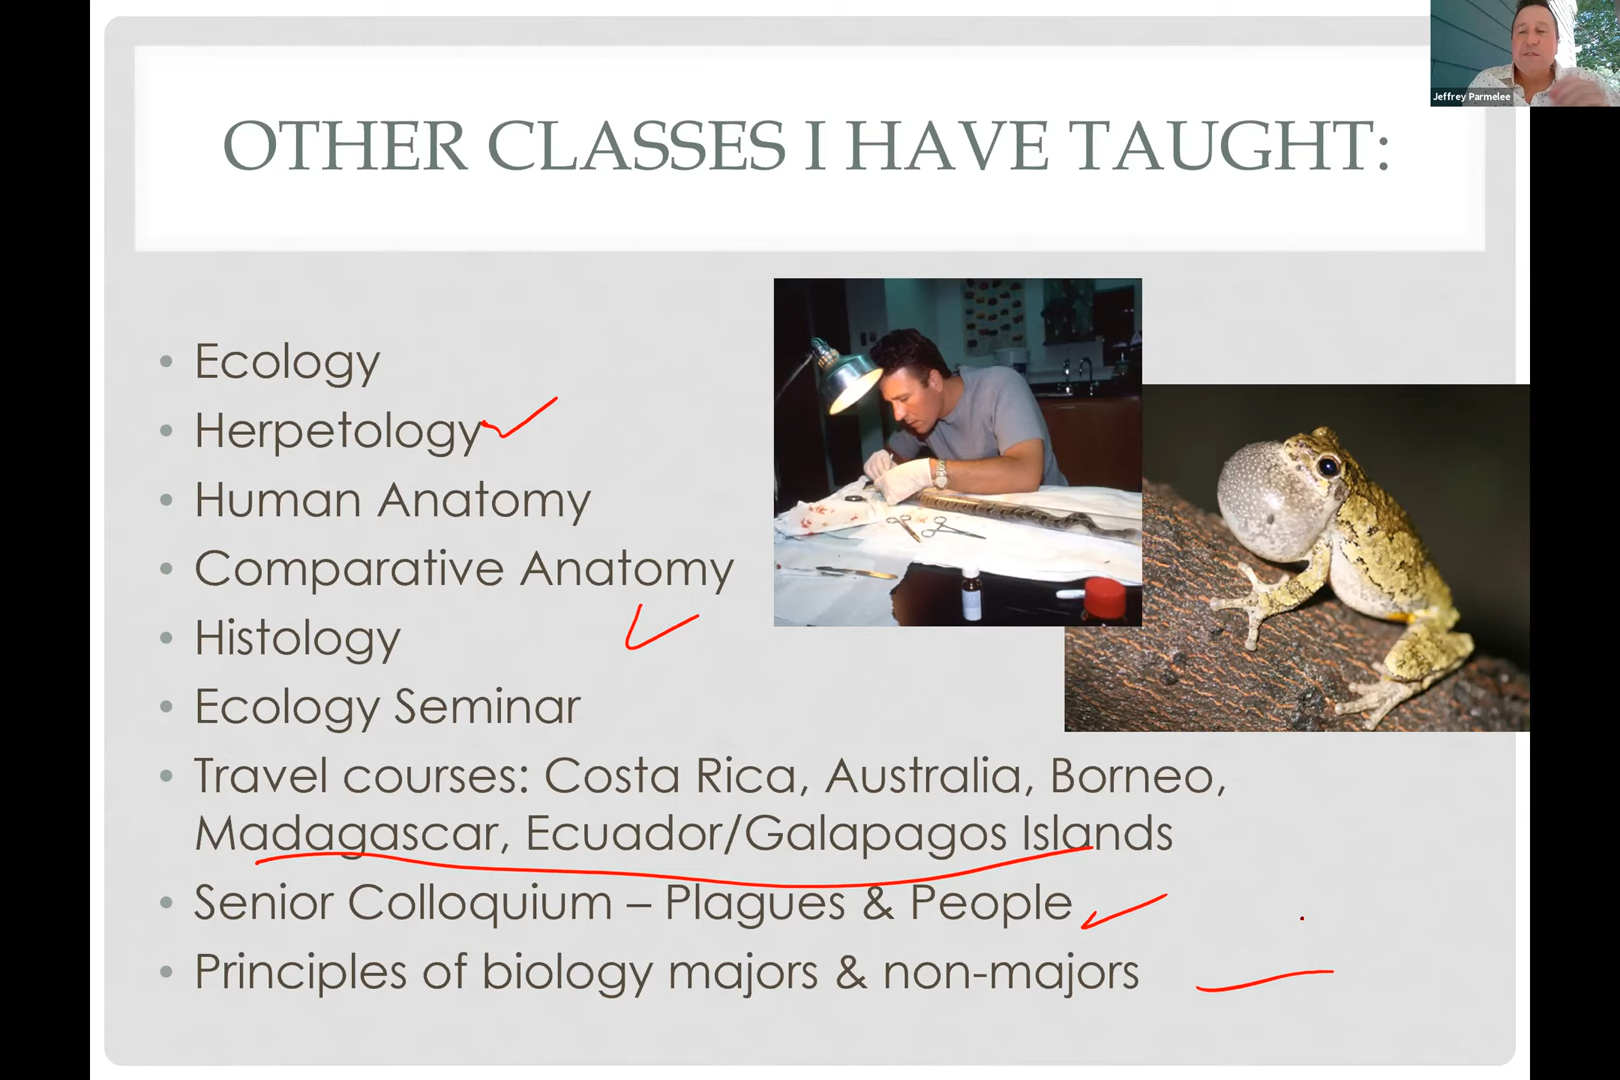 Jeffrey Parmelee
OTHER CLASSES I HAVE TAUGHT:
• Ecology
• Herpetology
• Human Anatomy
• Comparative Anatomy
• Histology
• Ecology Seminar
• Travel courses: Costa Rica, Australia, Borneo,
Madagascar, Ecuador/Galapagos Islands
• Senior Colloquium – Plagues & People
• Principles of biology majors & non-majors